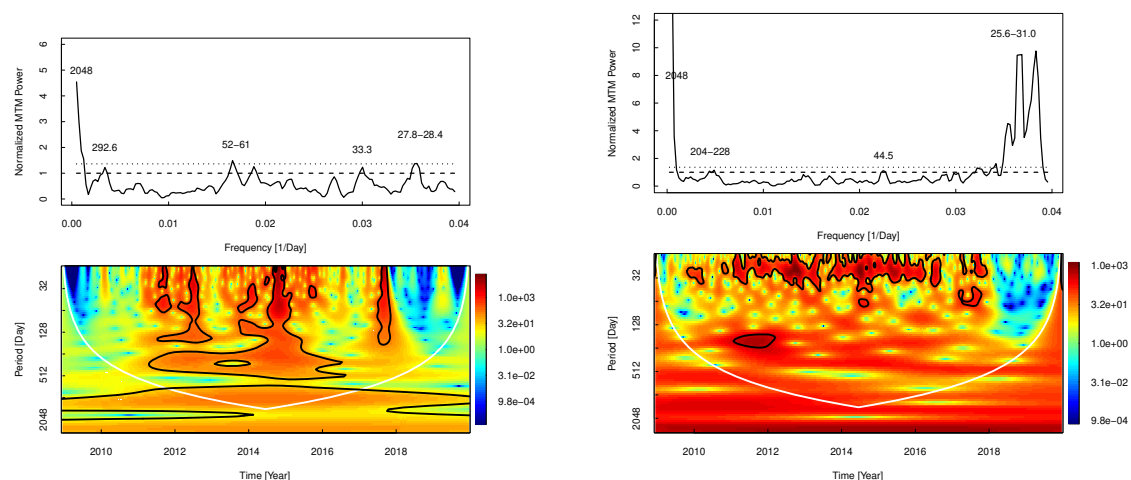 Normalized MTM Power
6
5
4
3
2
1
0
2048
292.6
52−61
33.3
27.8−28.4
0.00 0.01 0.02 0.03 0.04
Frequency [1/Day]
Period [Day]
32
128
512
2048
2010 2012 2014 2016 2018
Time [Year]
1.0e+03
3.2e+01
1.0e+00
3.1e−02
9.8e−04
Normalized MTM Power
12
10
8
6
4
2
0
2048
204−228
44.5
25.6−31.0
0.00 0.01 0.02 0.03 0.04
Frequency [1/Day]
Period [Day]
32
128
512
2048
2010 2012 2014 2016 2018
Time [Year]
1.0e+03
3.2e+01
1.0e+00
3.1e−02
9.8e−04